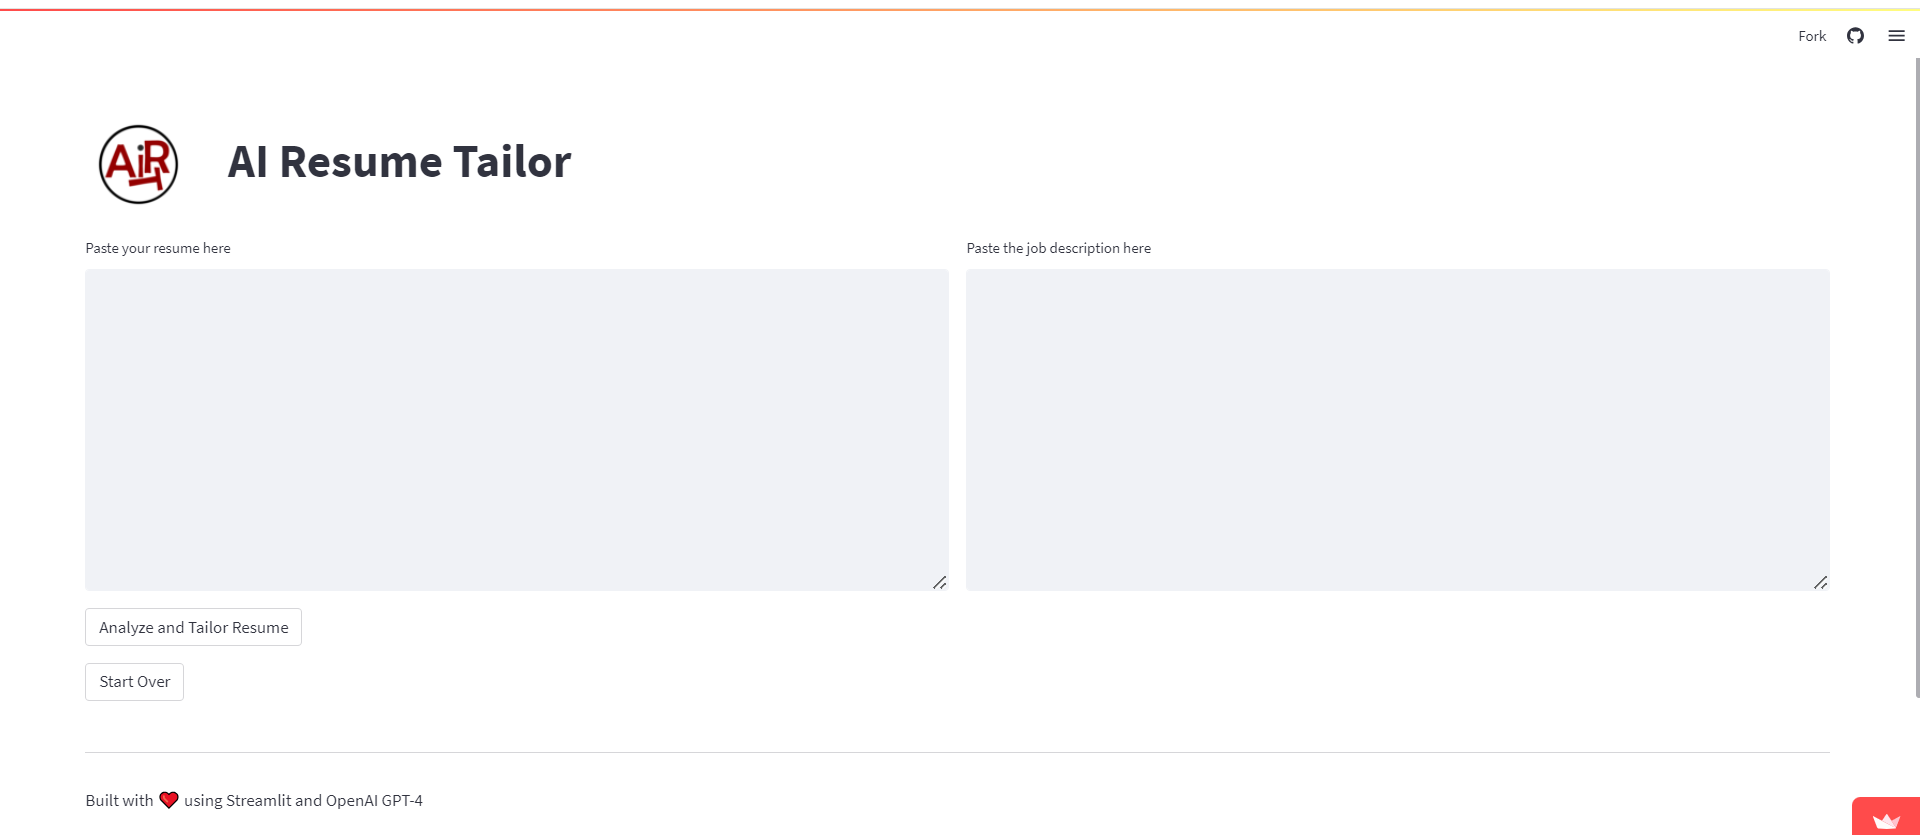 Fork
AiR
AI Resume Tailor
Paste your resume here
Paste the job description here
Analyze and Tailor Resume
Start Over
Built with ❤️ using Streamlit and OpenAI GPT-4